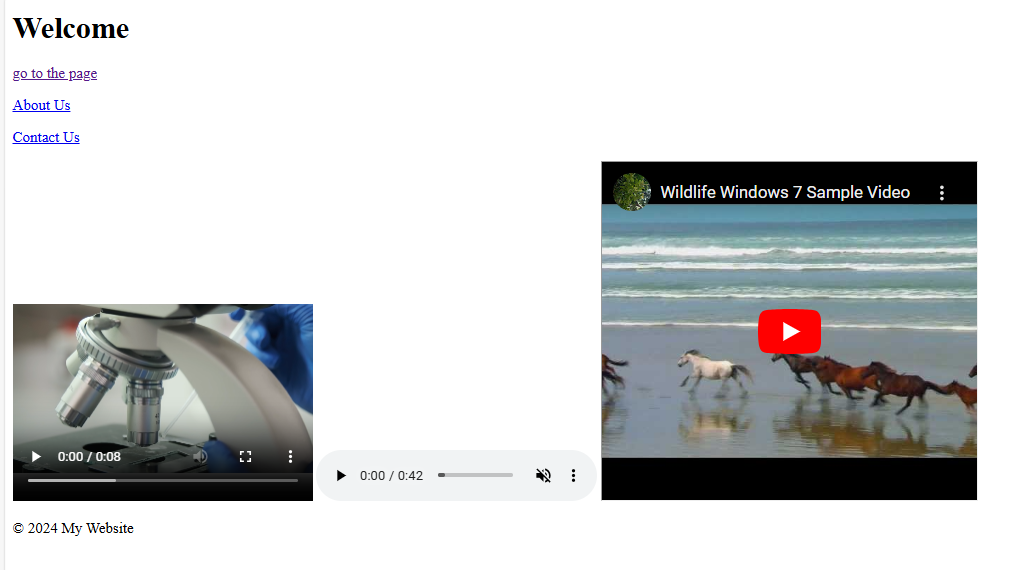 Welcome
go to the page
About Us
Contact Us
Wildlife Windows 7 Sample Video
0:00 / 0:08
0:00 / 0:42
© 2024 My Website